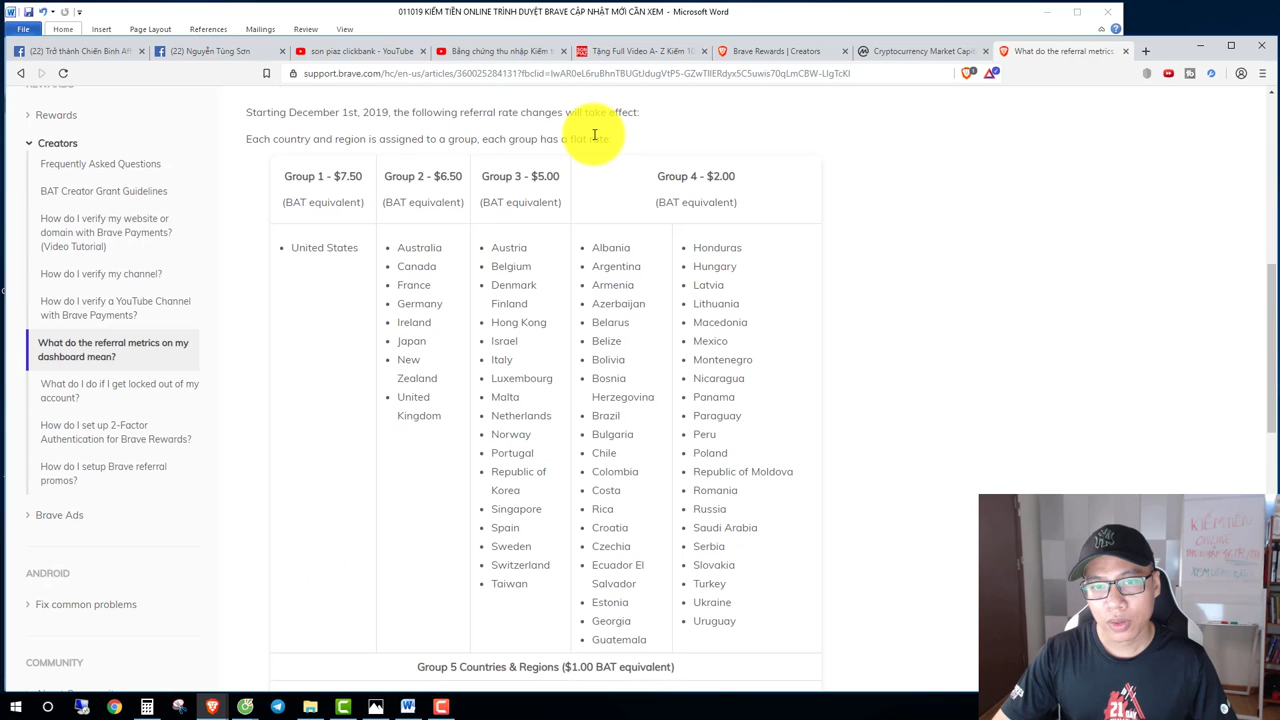 011019 KIẾM TIỀN ONLINE TRÌNH DUYỆT BRAVE CẬP NHẬT MỚI CẦN XEM - Microsoft Word
File Home Insert Page Layout References Mailings Review View
(22) Trở thành Chiến Binh Aff
(22) Nguyễn Tùng Sơn
son piaz clickbank - YouTube
Bằng chứng thu nhập Kiếm t
Tặng Full Video A- Z Kiếm 10
Brave Rewards | Creators
Cryptocurrency Market Capi
What do the referral metrics
REWARDS
Rewards
Creators
Frequently Asked Questions
BAT Creator Grant Guidelines
How do I verify my website or
domain with Brave Payments?
(Video Tutorial)
How do I verify my channel?
How do I verify a YouTube Channel
with Brave Payments?
What do the referral metrics on my
dashboard mean?
What do I do if I get locked out of my
account?
How do I set up 2-Factor
Authentication for Brave Rewards?
How do I setup Brave referral
promos?
Brave Ads
ANDROID
Fix common problems
COMMUNITY
Starting December 1st, 2019, the following referral rate changes will take effect:
Each country and region is assigned to a group, each group has a flat rate:
Group 1 - $7.50
(BAT equivalent)
United States
Group 2 - $6.50
(BAT equivalent)
Australia
Canada
France
Germany
Ireland
Japan
New
Zealand
United
Kingdom
Group 3 - $5.00
(BAT equivalent)
Austria
Belgium
Denmark
Finland
Hong Kong
Israel
Italy
Luxembourg
Malta
Netherlands
Norway
Portugal
Republic of
Korea
Singapore
Spain
Sweden
Switzerland
Taiwan
Group 4 - $2.00
(BAT equivalent)
Albania
Argentina
Armenia
Azerbaijan
Belarus
Belize
Bolivia
Bosnia
Herzegovina
Brazil
Bulgaria
Chile
Colombia
Costa
Rica
Croatia
Czechia
Ecuador El
Salvador
Estonia
Georgia
Guatemala
Honduras
Hungary
Latvia
Lithuania
Macedonia
Mexico
Montenegro
Nicaragua
Panama
Paraguay
Peru
Poland
Republic of Moldova
Romania
Russia
Saudi Arabia
Serbia
Slovakia
Turkey
Ukraine
Uruguay
Group 5 Countries & Regions ($1.00 BAT equivalent)
KIẾM TIỀN
ONLINE
21
DAY